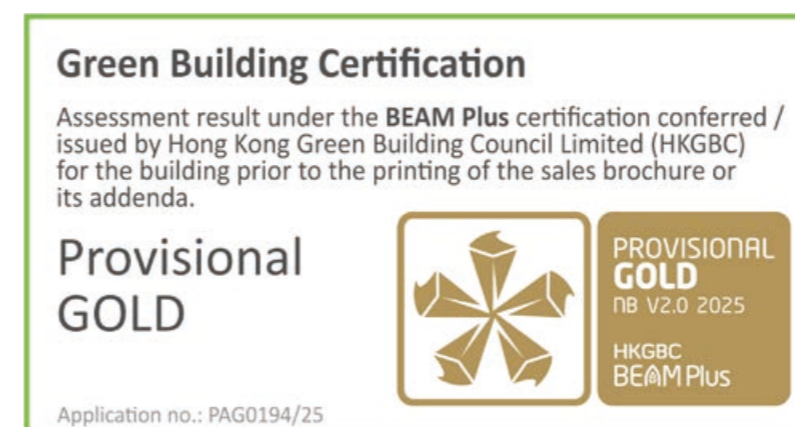 Green Building Certification
Assessment result under the BEAM Plus certification conferred /
issued by Hong Kong Green Building Council Limited (HKGBC)
for the building prior to the printing of the sales brochure or
its addenda.
Provisional
GOLD
PROVISIONAL
GOLD
NB V2.0 2025
HKGBC
BEAM Plus
Application no.: PAG0194/25